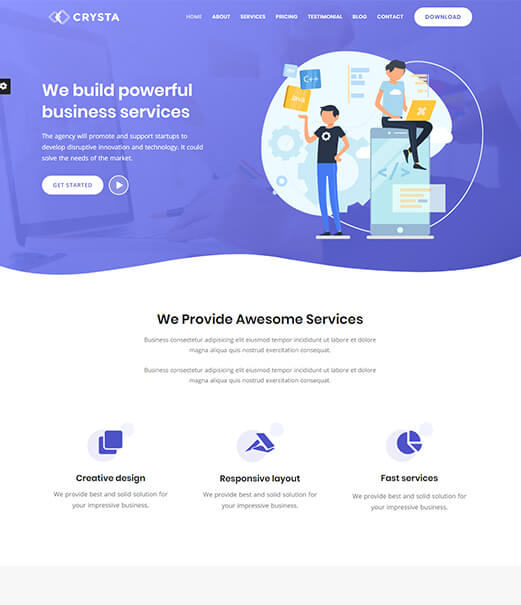 CRYSTA
HOME ABOUT SERVICES PRICING TESTIMONIAL BLOG CONTACT DOWNLOAD
C++
JAVA
We build powerful
business services
The agency will promote and support startups to
develop disruptive innovation and technology. It could
solve the needs of the market.
GET STARTED
</>
We Provide Awesome Services
Business consectetur adipisicing elit eiusmod tempor incididunt ut labore et dolore
magna aliqua quis nostrud exercitation consequat.
Business consectetur adipisicing elit eiusmod tempor incididunt ut labore et dolore
magna aliqua quis nostrud exercitation consequat.
Creative design
We provide best and solid solution for
your impressive business.
Responsive layout
We provide best and solid solution for
your impressive business.
Fast services
We provide best and solid solution for
your impressive business.